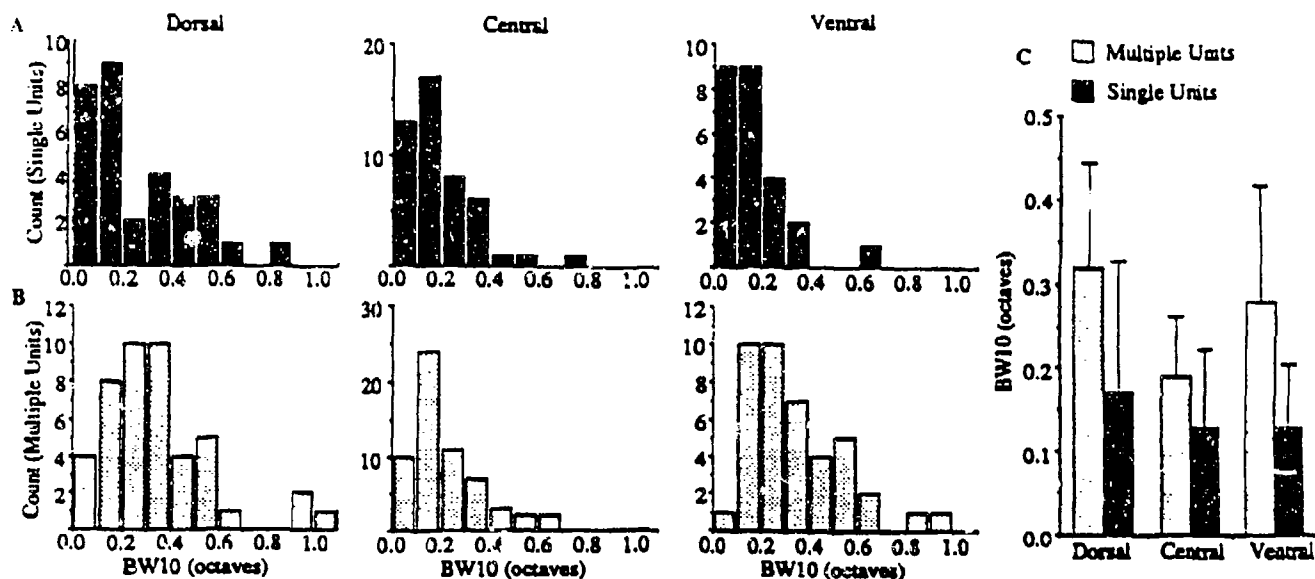 A
Dorsal
Central
Ventral
C
Multiple Units
Single Units
Count (Single Units)
10
8
6
4
2
0.0 0.2 0.4 0.6 0.8 1.0
20
10
0.0 0.2 0.4 0.6 0.8 1.0
10
8
6
4
2
0.0 0.2 0.4 0.6 0.8 1.0
B
Count (Multiple Units)
12
10
8
6
4
2
0.0 0.2 0.4 0.6 0.8 1.0
BW10 (octaves)
30
20
10
0.0 0.2 0.4 0.6 0.8 1.0
BW10 (octaves)
12
10
8
6
4
2
0.0 0.2 0.4 0.6 0.8 1.0
BW10 (octaves)
BW10 (octaves)
0.5
0.4
0.3
0.2
0.1
0.0
Dorsal Central Ventral